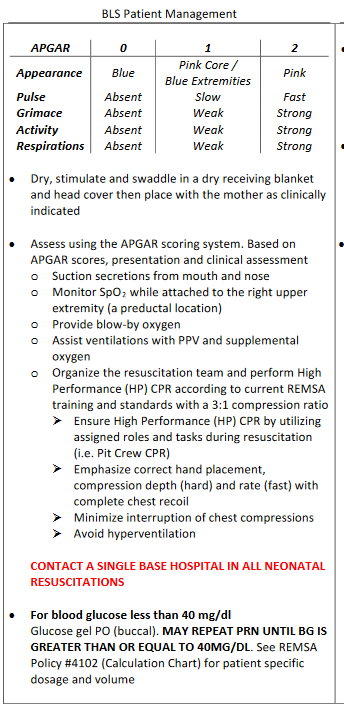 BLS Patient Management
APGAR 0 1 2
Appearance Blue Pink Core / Blue Extremities Pink
Pulse Absent Slow Fast
Grimace Absent Weak Strong
Activity Absent Weak Strong
Respirations Absent Weak Strong
• Dry, stimulate and swaddle in a dry receiving blanket
and head cover then place with the mother as clinically
indicated
• Assess using the APGAR scoring system. Based on
APGAR scores, presentation and clinical assessment
o Suction secretions from mouth and nose
o Monitor SpO₂ while attached to the right upper
extremity (a preductal location)
o Provide blow-by oxygen
o Assist ventilations with PPV and supplemental
oxygen
o Organize the resuscitation team and perform High
Performance (HP) CPR according to current REMSA
training and standards with a 3:1 compression ratio
➢ Ensure High Performance (HP) CPR by utilizing
assigned roles and tasks during resuscitation
(i.e. Pit Crew CPR)
➢ Emphasize correct hand placement,
compression depth (hard) and rate (fast) with
complete chest recoil
➢ Minimize interruption of chest compressions
➢ Avoid hyperventilation
CONTACT A SINGLE BASE HOSPITAL IN ALL NEONATAL
RESUSCITATIONS
• For blood glucose less than 40 mg/dl
Glucose gel PO (buccal). MAY REPEAT PRN UNTIL BG IS
GREATER THAN OR EQUAL TO 40MG/DL. See REMSA
Policy #4102 (Calculation Chart) for patient specific
dosage and volume